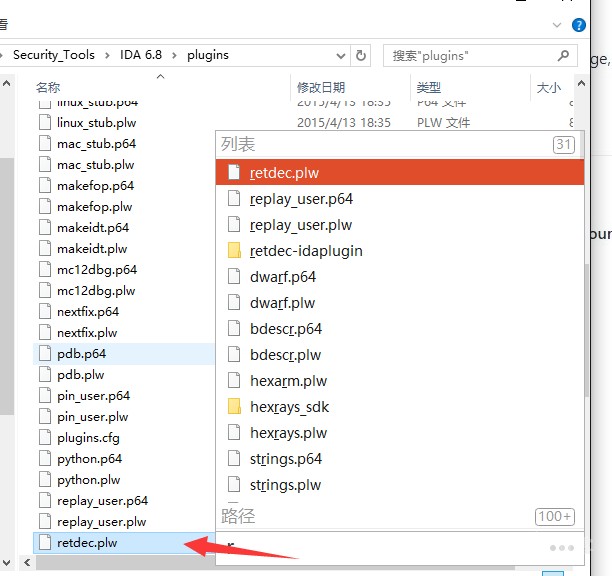 看
Security_Tools › IDA 6.8 › plugins
搜索"plugins"
ge,
名称 修改日期 类型 大小
linux_stub.p64 2015/4/13 18:35 P64 文件 8
linux_stub.plw 2015/4/13 18:35 PLW 文件 8
mac_stub.p64
mac_stub.plw
makefop.p64
makefop.plw
makeidt.p64
makeidt.plw
mc12dbg.p64
mc12dbg.plw
nextfix.p64
nextfix.plw
pdb.p64
pdb.plw
pin_user.p64
pin_user.plw
plugins.cfg
python.p64
python.plw
replay_user.p64
replay_user.plw
retdec.plw
列表 31
retdec.plw
replay_user.p64
replay_user.plw
retdec-idaplugin
dwarf.p64
dwarf.plw
bdescr.p64
bdescr.plw
hexarm.plw
hexrays_sdk
hexrays.plw
strings.p64
strings.plw
路径 100+
r
our